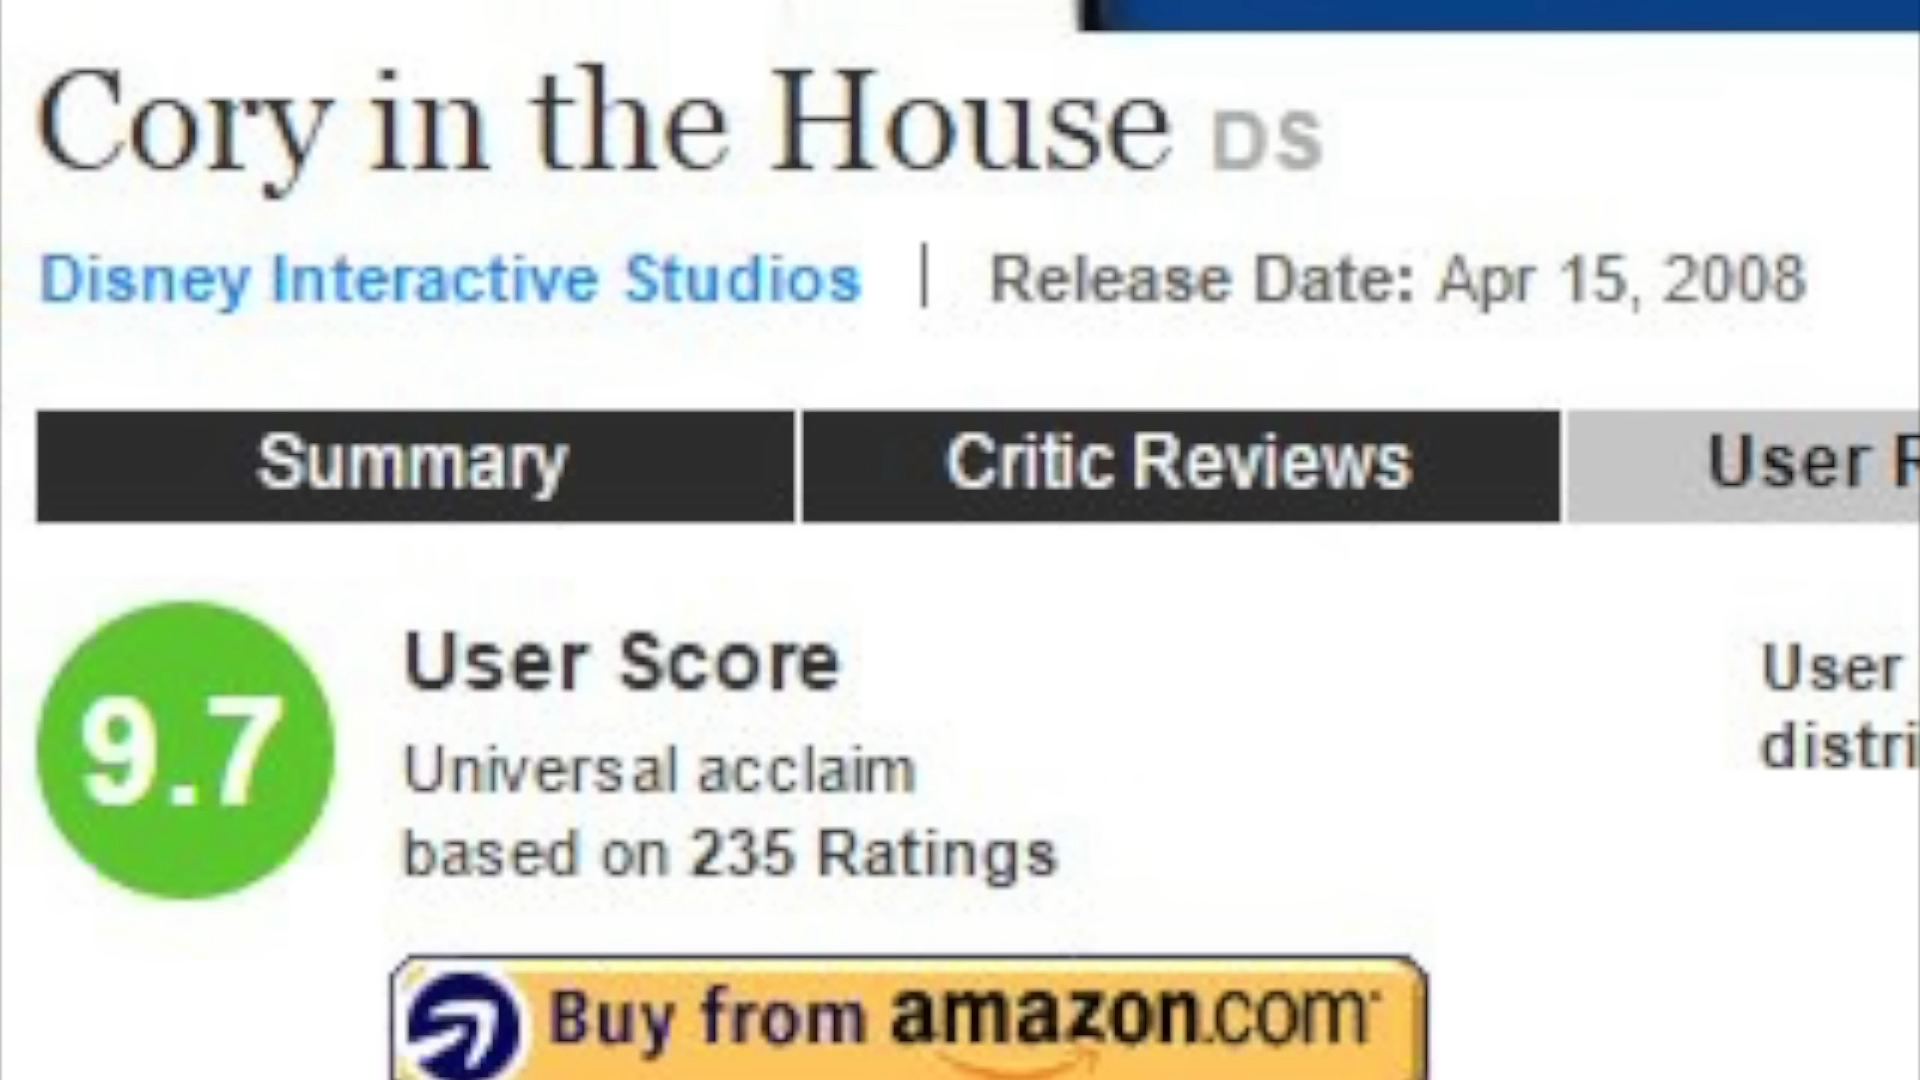 Cory in the House DS
Disney Interactive Studios | Release Date: Apr 15, 2008
Summary Critic Reviews User
9.7
User Score
Universal acclaim
based on 235 Ratings
User
distri
Buy from amazon.com